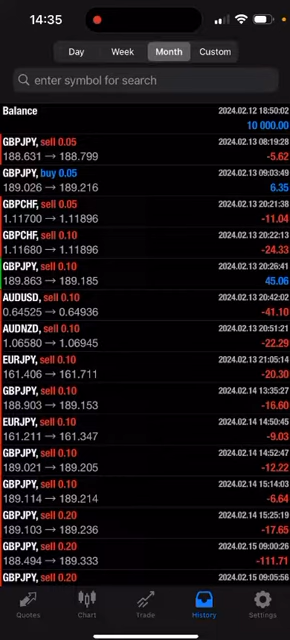 14:35
Day Week Month Custom
enter symbol for search
Balance 2024.02.12 18:50:02
10 000.00
GBPJPY, sell 0.05 2024.02.13 08:19:28
188.631 → 188.799 -5.62
GBPJPY, buy 0.05 2024.02.13 09:03:49
189.026 → 189.216 6.35
GBPCHF, sell 0.05 2024.02.13 20:21:38
1.11700 → 1.11896 -11.04
GBPCHF, sell 0.10 2024.02.13 20:22:13
1.11680 → 1.11896 -24.33
GBPJPY, sell 0.10 2024.02.13 20:26:41
189.863 → 189.185 45.06
AUDUSD, sell 0.10 2024.02.13 20:42:02
0.64525 → 0.64936 -41.10
AUDNZD, sell 0.10 2024.02.13 20:51:21
1.06580 → 1.06945 -22.29
EURJPY, sell 0.10 2024.02.13 21:05:14
161.406 → 161.711 -20.30
GBPJPY, sell 0.10 2024.02.14 13:35:27
188.903 → 189.153 -16.60
EURJPY, sell 0.10 2024.02.14 14:50:45
161.211 → 161.347 -9.03
GBPJPY, sell 0.10 2024.02.14 14:52:47
189.021 → 189.205 -12.22
GBPJPY, sell 0.10 2024.02.14 15:14:03
189.114 → 189.214 -6.64
GBPJPY, sell 0.20 2024.02.14 15:25:19
189.103 → 189.236 -17.65
GBPJPY, sell 0.20 2024.02.15 09:00:26
188.494 → 189.333 -111.71
GBPJPY, sell 0.20 2024.02.15 09:05:56
Quotes Chart Trade History Settings